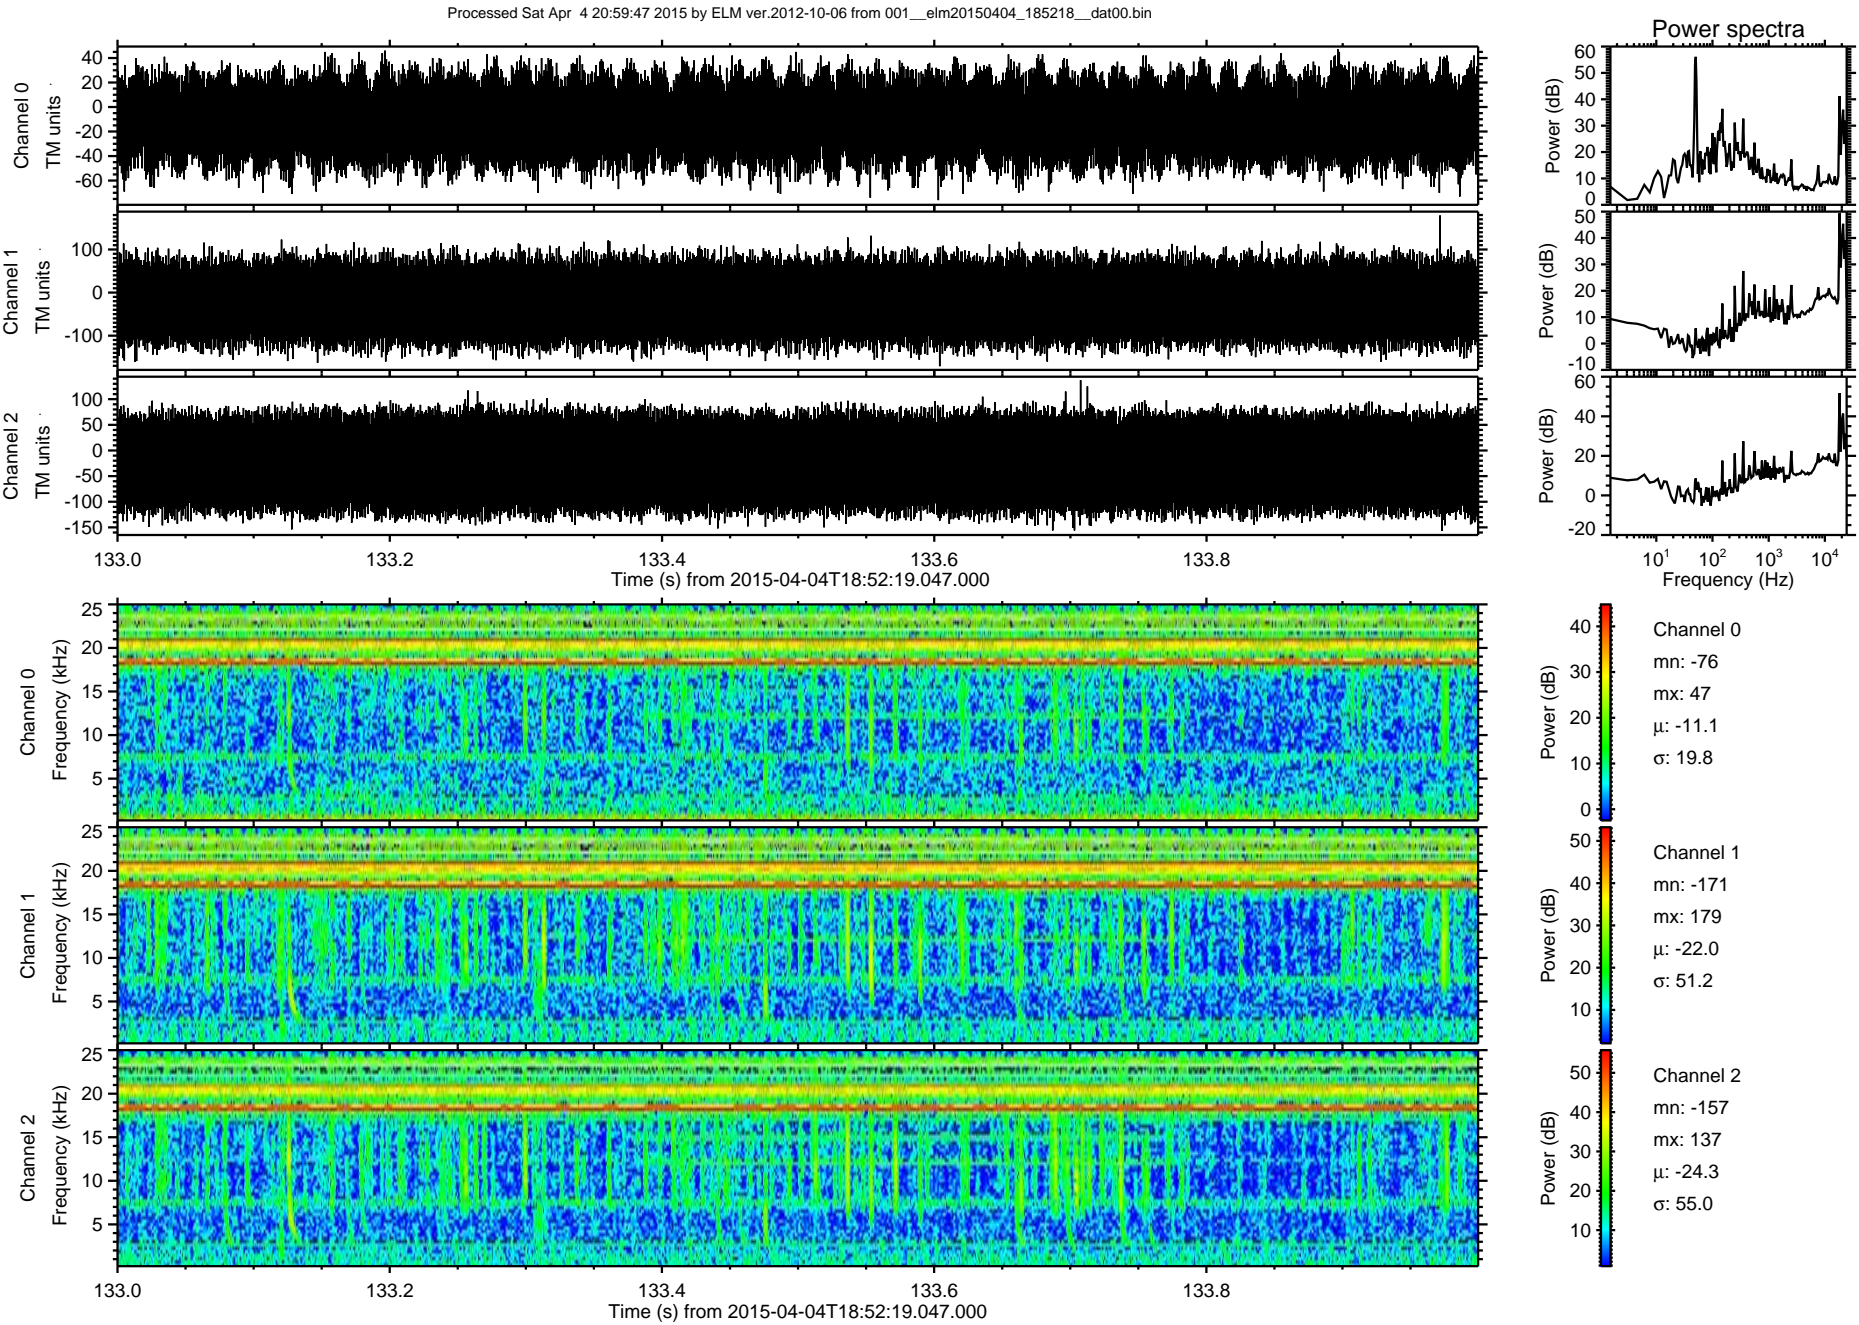 Processed Sat Apr  4 20:59:47 2015 by ELM ver.2012-10-06 from 001__elm20150404_185218__dat00.bin
Power spectra
Channel 0
TM units
40
20
0
-20
-40
-60
Power (dB)
60
50
40
30
20
10
0
Channel 1
TM units
100
0
-100
Power (dB)
50
40
30
20
10
0
-10
Channel 2
TM units
100
50
0
-50
-100
-150
Power (dB)
60
40
20
0
-20
133.0 133.2 133.4 133.6 133.8
Time (s) from 2015-04-04T18:52:19.047.000
10^1 10^2 10^3 10^4
Frequency (Hz)
Channel 0
Frequency (kHz)
25
20
15
10
5
Power (dB)
40
30
20
10
0
Channel 0
mn: -76
mx: 47
μ: -11.1
σ: 19.8
Channel 1
Frequency (kHz)
25
20
15
10
5
Power (dB)
50
40
30
20
10
Channel 1
mn: -171
mx: 179
μ: -22.0
σ: 51.2
Channel 2
Frequency (kHz)
25
20
15
10
5
Power (dB)
50
40
30
20
10
Channel 2
mn: -157
mx: 137
μ: -24.3
σ: 55.0
133.0 133.2 133.4 133.6 133.8
Time (s) from 2015-04-04T18:52:19.047.000